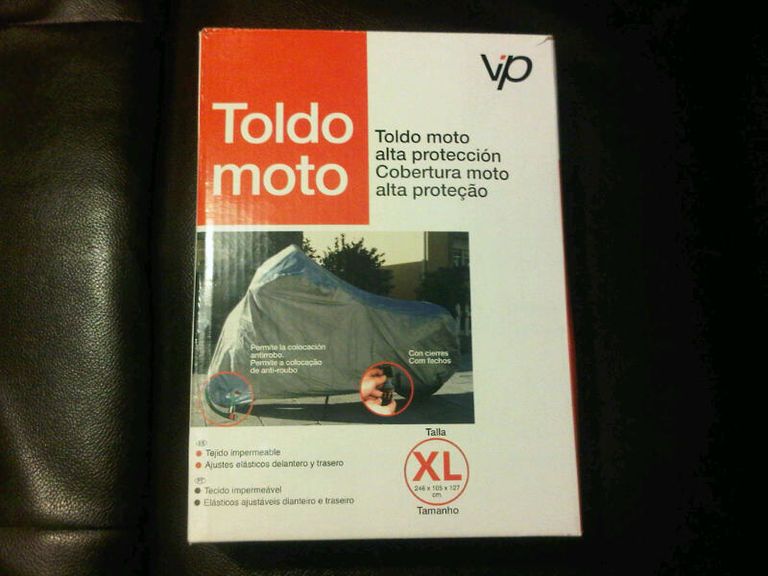 Toldo
moto
VIP
Toldo moto
alta protección
Cobertura moto
alta proteção
Permite la colocación
antirrobo.
Permite a colocação
de anti-roubo
Con cierres
Com fechos
ES
Tejido impermeable
Ajustes elásticos delantero y trasero
PT
Tecido impermeável
Elásticos ajustáveis dianteiro e traseiro
Talla
XL
246 x 105 x 127
cm
Tamanho